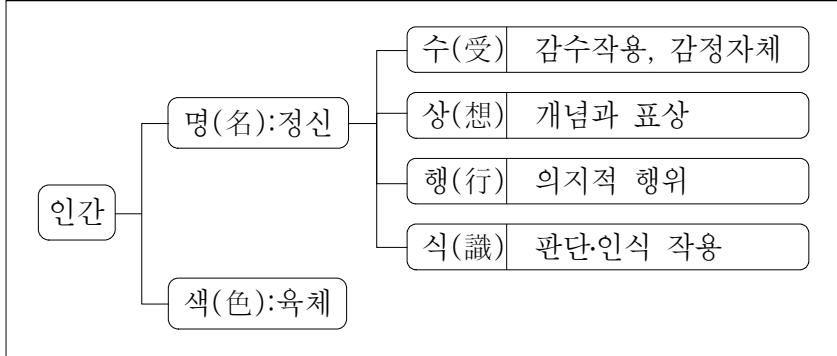 인간
명(名):정신
수(受) 감수작용, 감정자체
상(想) 개념과 표상
행(行) 의지적 행위
식(識) 판단·인식 작용
색(色):육체